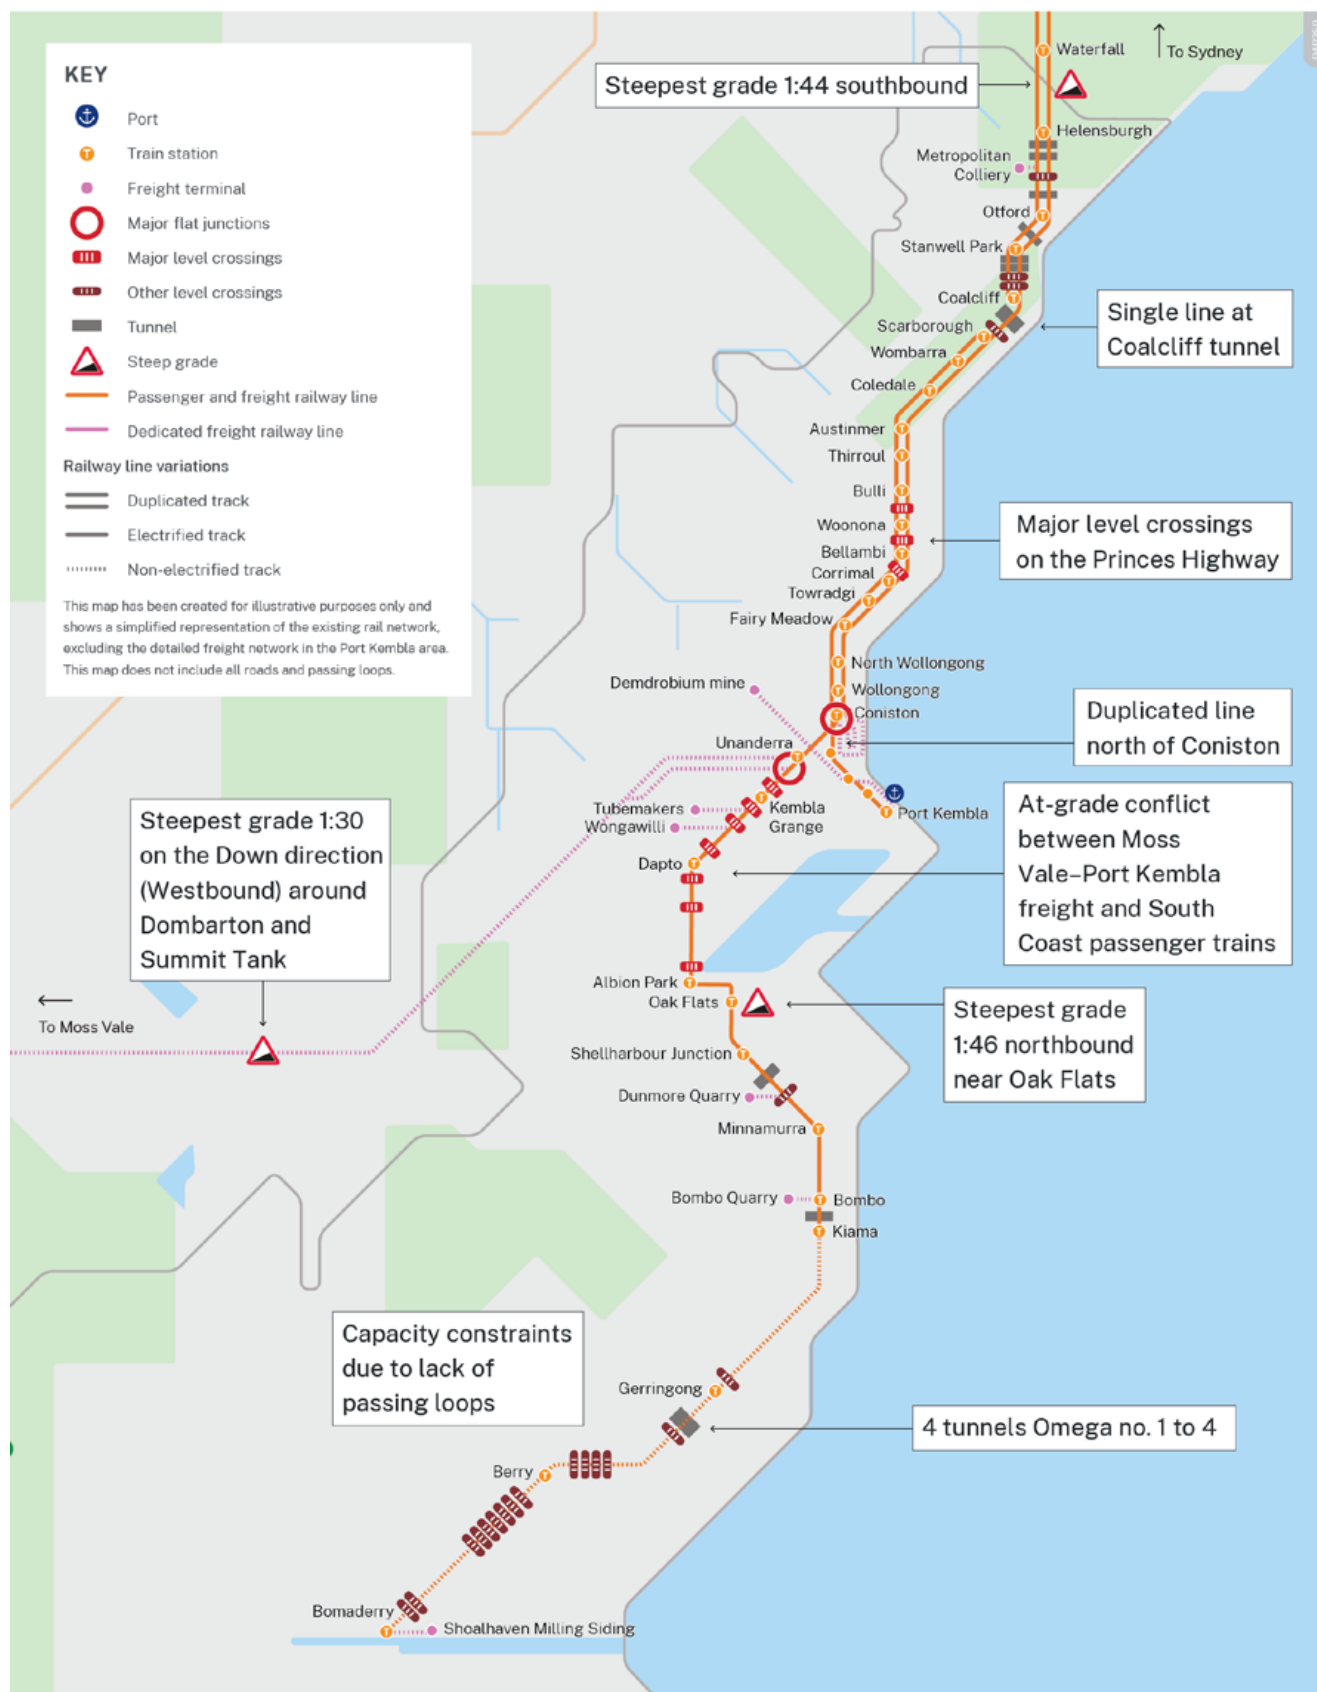 KEY
Port
Train station
Freight terminal
Major flat junctions
Major level crossings
Other level crossings
Tunnel
Steep grade
Passenger and freight railway line
Dedicated freight railway line
Railway line variations
Duplicated track
Electrified track
Non-electrified track
This map has been created for illustrative purposes only and
shows a simplified representation of the existing rail network,
excluding the detailed freight network in the Port Kembla area.
This map does not include all roads and passing loops.
Waterfall
To Sydney
Steepest grade 1:44 southbound
Helensburgh
Metropolitan
Colliery
Otford
Stanwell Park
Coalcliff
Single line at
Coalcliff tunnel
Scarborough
Wombarra
Coledale
Austinmer
Thirroul
Bulli
Woonona
Major level crossings
on the Princes Highway
Bellambi
Corrimal
Towradgi
Fairy Meadow
North Wollongong
Demdrobium mine
Wollongong
Coniston
Duplicated line
north of Coniston
Unanderra
Tubemakers
Wongawilli
Kembla
Grange
Port Kembla
At-grade conflict
between Moss
Vale–Port Kembla
freight and South
Coast passenger trains
Steepest grade 1:30
on the Down direction
(Westbound) around
Dombarton and
Summit Tank
Dapto
Albion Park
Oak Flats
Steepest grade
1:46 northbound
near Oak Flats
To Moss Vale
Shellharbour Junction
Dunmore Quarry
Minnamurra
Bombo Quarry
Bombo
Kiama
Capacity constraints
due to lack of
passing loops
Gerringong
4 tunnels Omega no. 1 to 4
Berry
Bomaderry
Shoalhaven Milling Siding